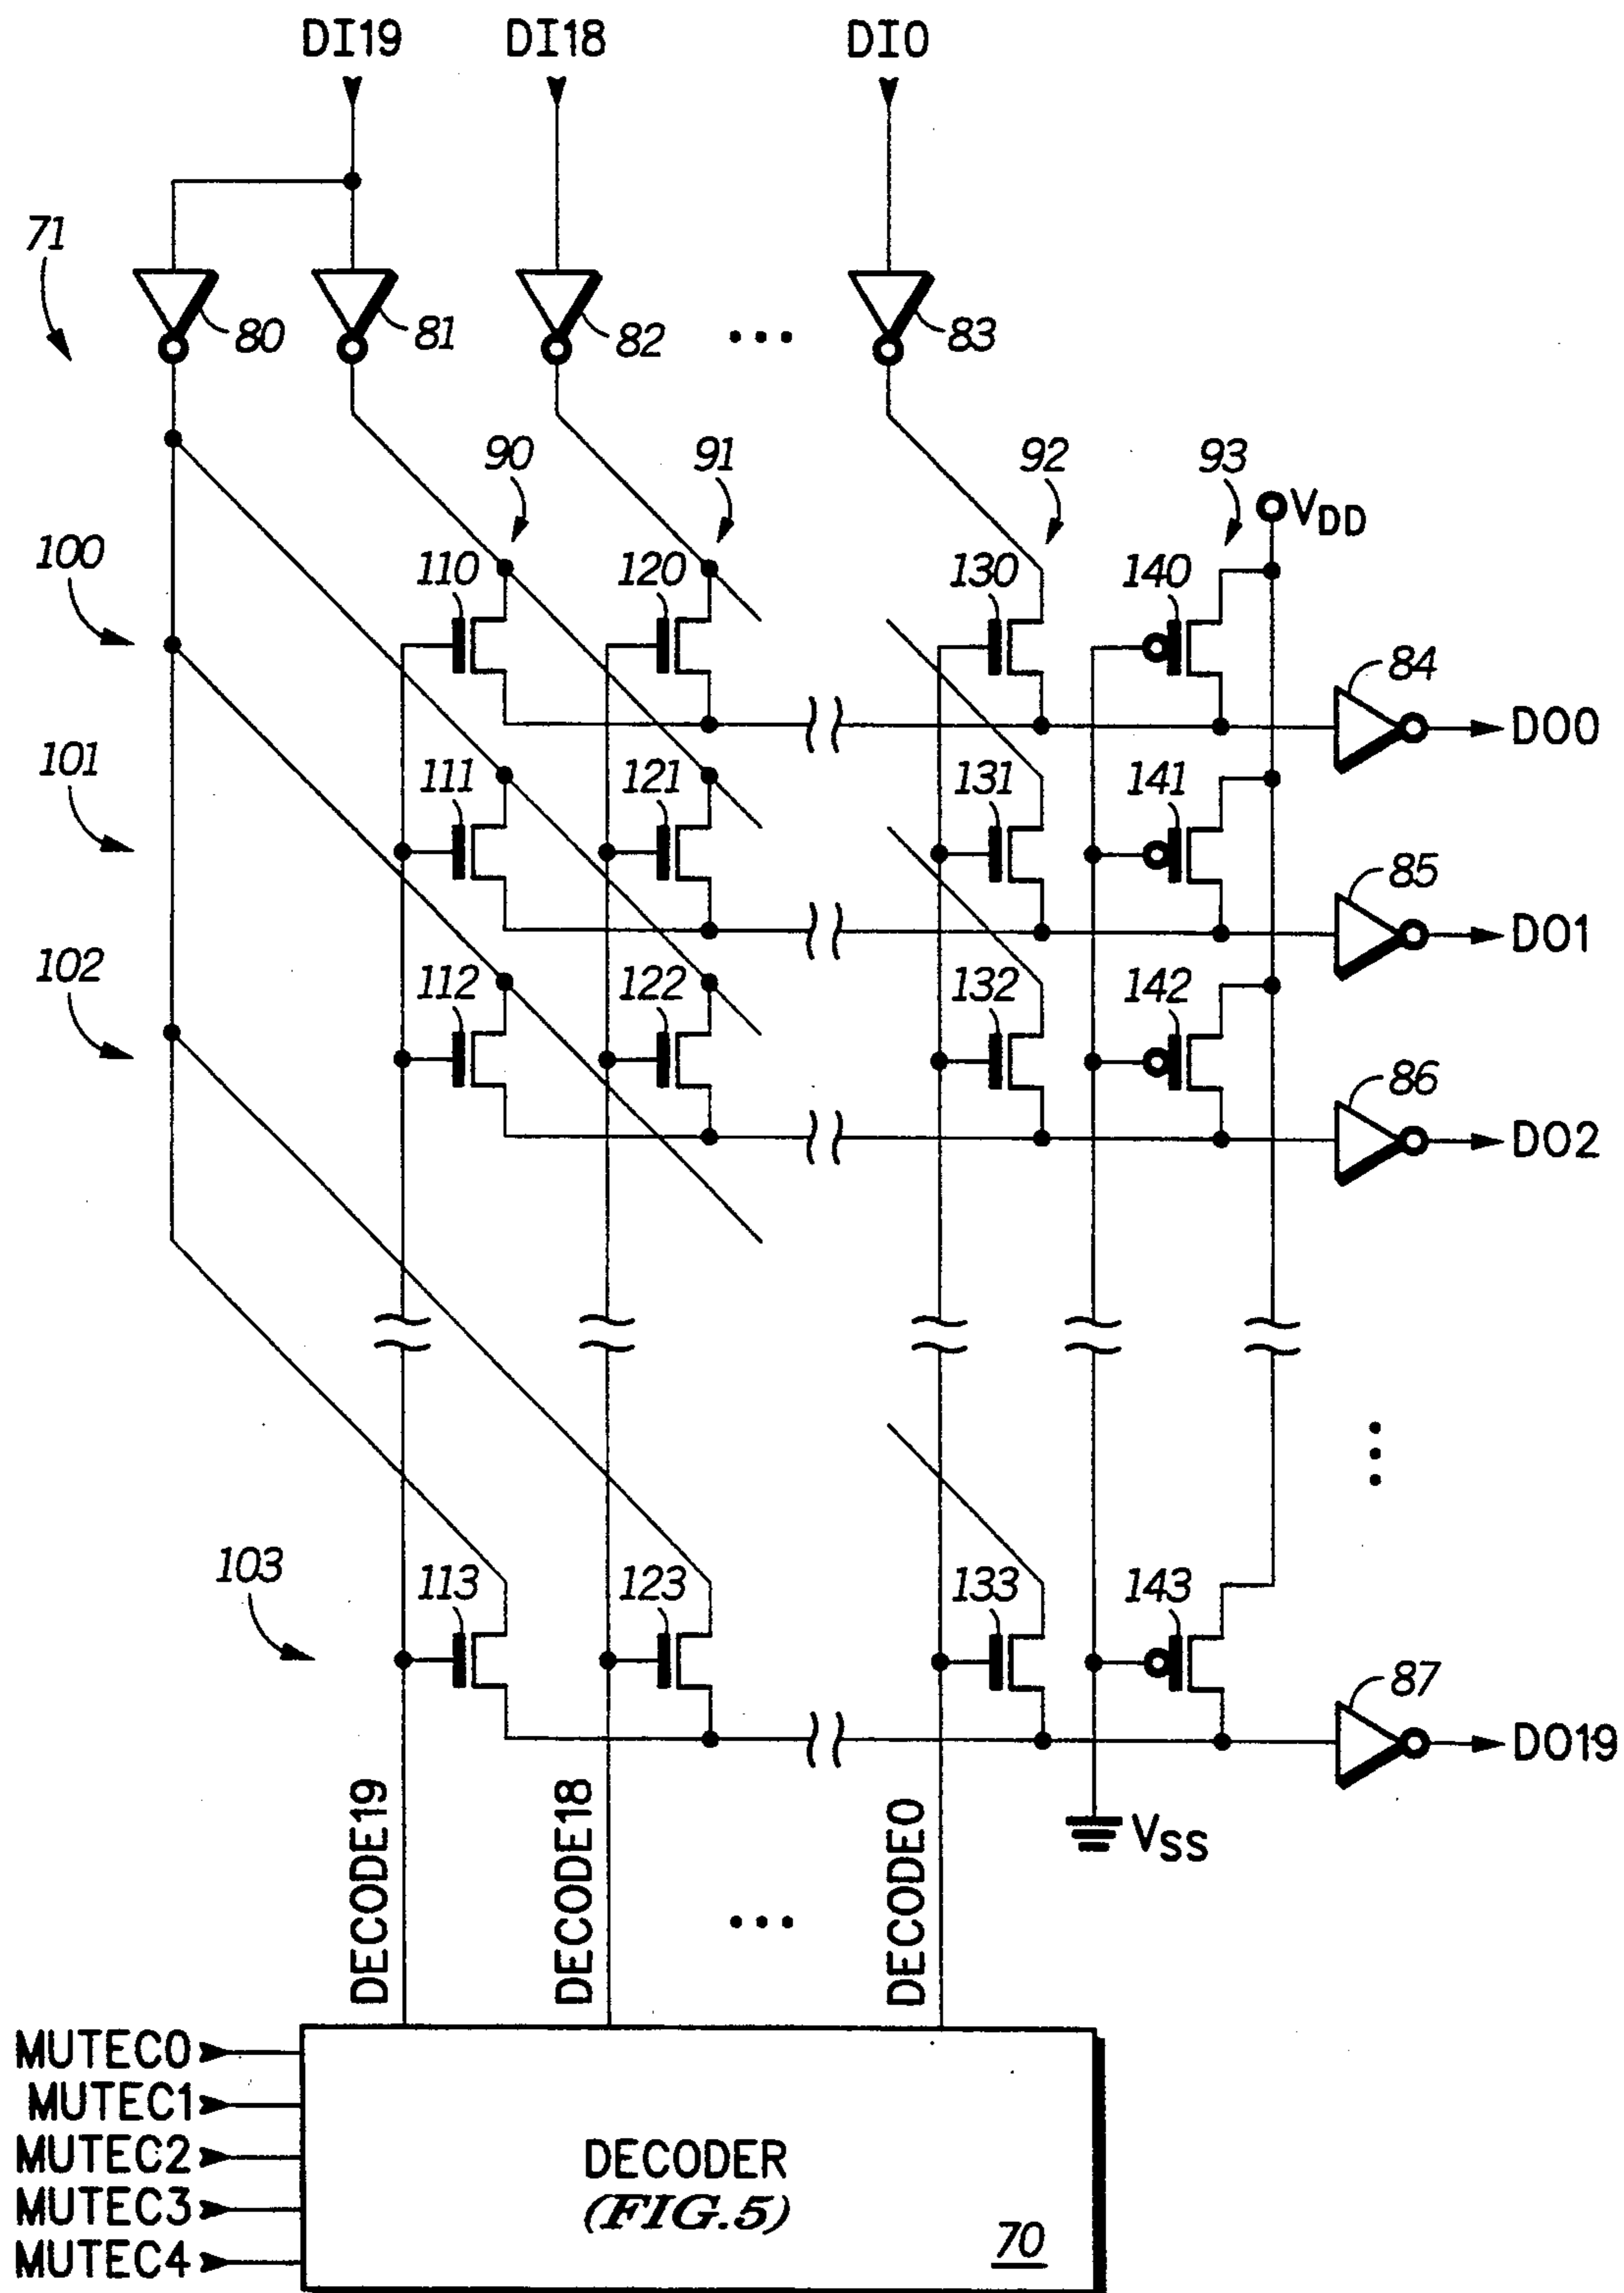 DI19 DI18 DI0
71
80 81 82 ... 83
90 91 92 93
VDD
100 110 120 130 140
84
DO0
101 111 121 131 141
85
DO1
102 112 122 132 142
86
DO2
103 113 123 133 143
87
DO19
DECODE19 DECODE18 ... DECODE0
VSS
MUTEC0
MUTEC1
MUTEC2
MUTEC3
MUTEC4
DECODER
(FIG.5)
70